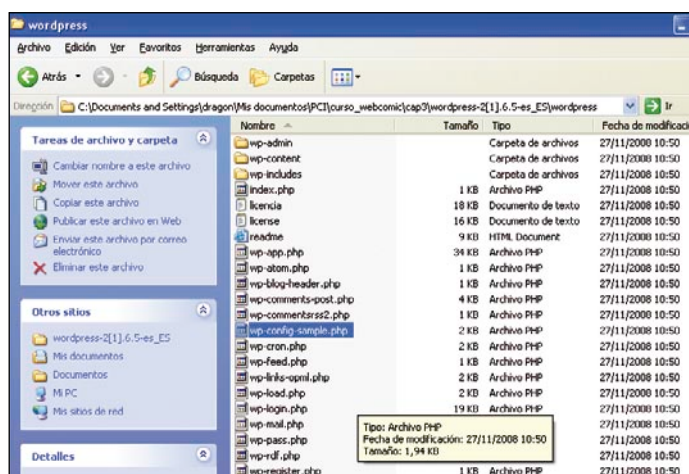 wordpress
Archivo Edición Ver Favoritos Herramientas Ayuda
Atrás Búsqueda Carpetas
Dirección C:\Documents and Settings\dragon\Mis documentos\PCI\curso_webcomic\cap3\wordpress-2[1].6.5-es_ES\wordpress Ir
Tareas de archivo y carpeta
Cambiar nombre a este archivo
Mover este archivo
Copiar este archivo
Publicar este archivo en Web
Enviar este archivo por correo
electrónico
Eliminar este archivo
Otros sitios
wordpress-2[1].6.5-es_ES
Mis documentos
Documentos
Mi PC
Mis sitios de red
Detalles
Nombre Tamaño Tipo Fecha de modificaci
wp-admin Carpeta de archivos 27/11/2008 10:50
wp-content Carpeta de archivos 27/11/2008 10:50
wp-includes Carpeta de archivos 27/11/2008 10:50
index.php 1 KB Archivo PHP 27/11/2008 10:50
licencia 18 KB Documento de texto 27/11/2008 10:50
license 16 KB Documento de texto 27/11/2008 10:50
readme 9 KB HTML Document 27/11/2008 10:50
wp-app.php 34 KB Archivo PHP 27/11/2008 10:50
wp-atom.php 1 KB Archivo PHP 27/11/2008 10:50
wp-blog-header.php 1 KB Archivo PHP 27/11/2008 10:50
wp-comments-post.php 4 KB Archivo PHP 27/11/2008 10:50
wp-commentsrss2.php 1 KB Archivo PHP 27/11/2008 10:50
wp-config-sample.php 2 KB Archivo PHP 27/11/2008 10:50
wp-cron.php 2 KB Archivo PHP 27/11/2008 10:50
wp-feed.php 1 KB Archivo PHP 27/11/2008 10:50
wp-links-opml.php 2 KB Archivo PHP 27/11/2008 10:50
wp-load.php 2 KB Archivo PHP 27/11/2008 10:50
wp-login.php 19 KB Archivo PHP 27/11/2008 10:50
wp-mail.php 27/11/2008 10:50
wp-pass.php 27/11/2008 10:50
wp-rdf.php 27/11/2008 10:50
wp-register.php 1 KB Archivo PHP 27/11/2008 10:50
Tipo: Archivo PHP
Fecha de modificación: 27/11/2008 10:50
Tamaño: 1,94 KB